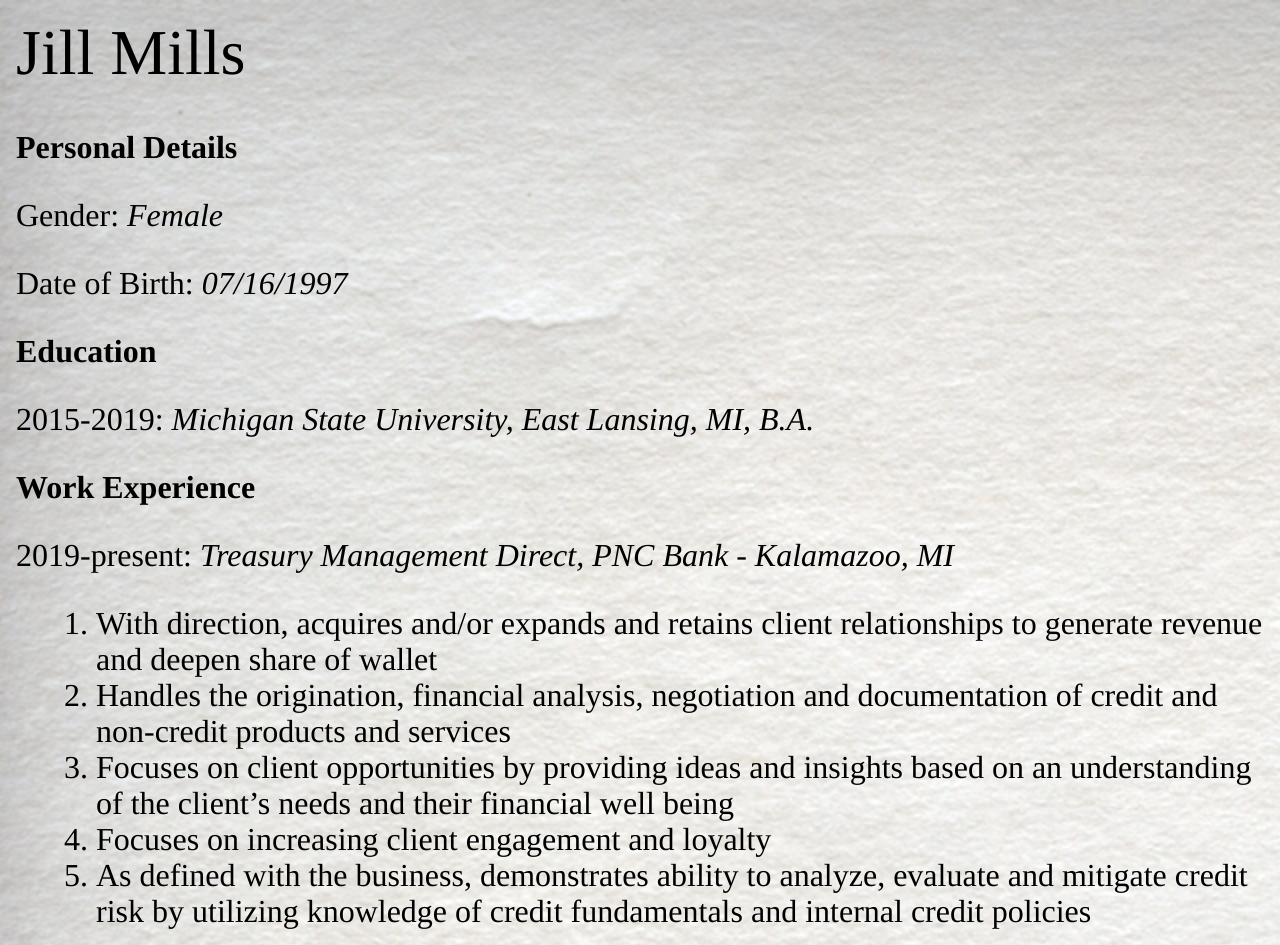 Jill Mills
Personal Details
Gender: Female
Date of Birth: 07/16/1997
Education
2015-2019: Michigan State University, East Lansing, MI, B.A.
Work Experience
2019-present: Treasury Management Direct, PNC Bank - Kalamazoo, MI
1. With direction, acquires and/or expands and retains client relationships to generate revenue
and deepen share of wallet
2. Handles the origination, financial analysis, negotiation and documentation of credit and
non-credit products and services
3. Focuses on client opportunities by providing ideas and insights based on an understanding
of the client’s needs and their financial well being
4. Focuses on increasing client engagement and loyalty
5. As defined with the business, demonstrates ability to analyze, evaluate and mitigate credit
risk by utilizing knowledge of credit fundamentals and internal credit policies